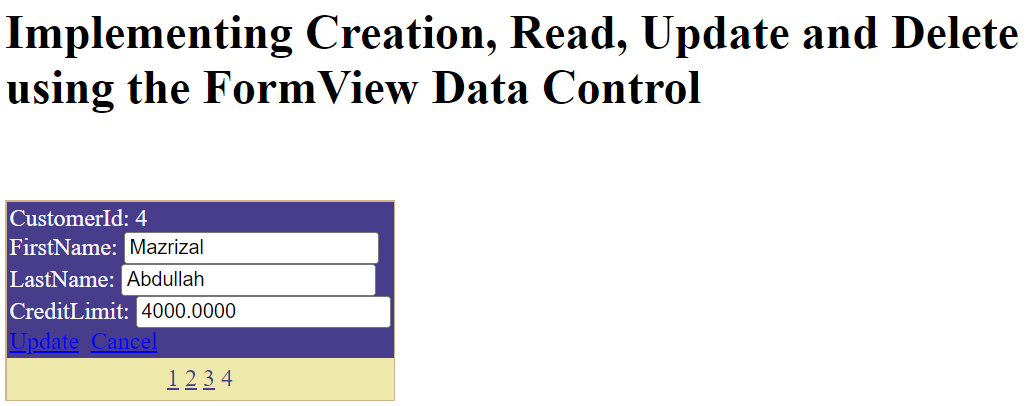 Implementing Creation, Read, Update and Delete
using the FormView Data Control
CustomerId: 4
FirstName: Mazrizal
LastName: Abdullah
CreditLimit: 4000.0000
Update Cancel
1 2 3 4